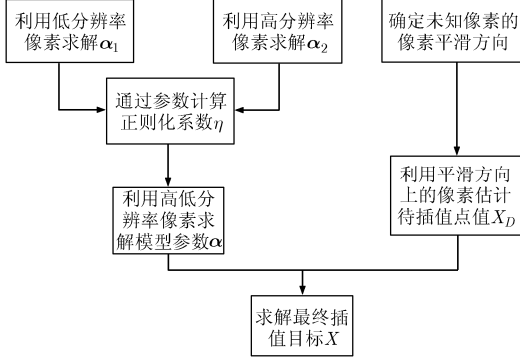 利用低分辨率
像素求解α₁
利用高分辨率
像素求解α₂
确定未知像素的
像素平滑方向
通过参数计算
正则化系数η
利用平滑方向
上的像素估计
待插值点值X_D
利用高低分
辨率像素求
解模型参数α
求解最终插
值目标X